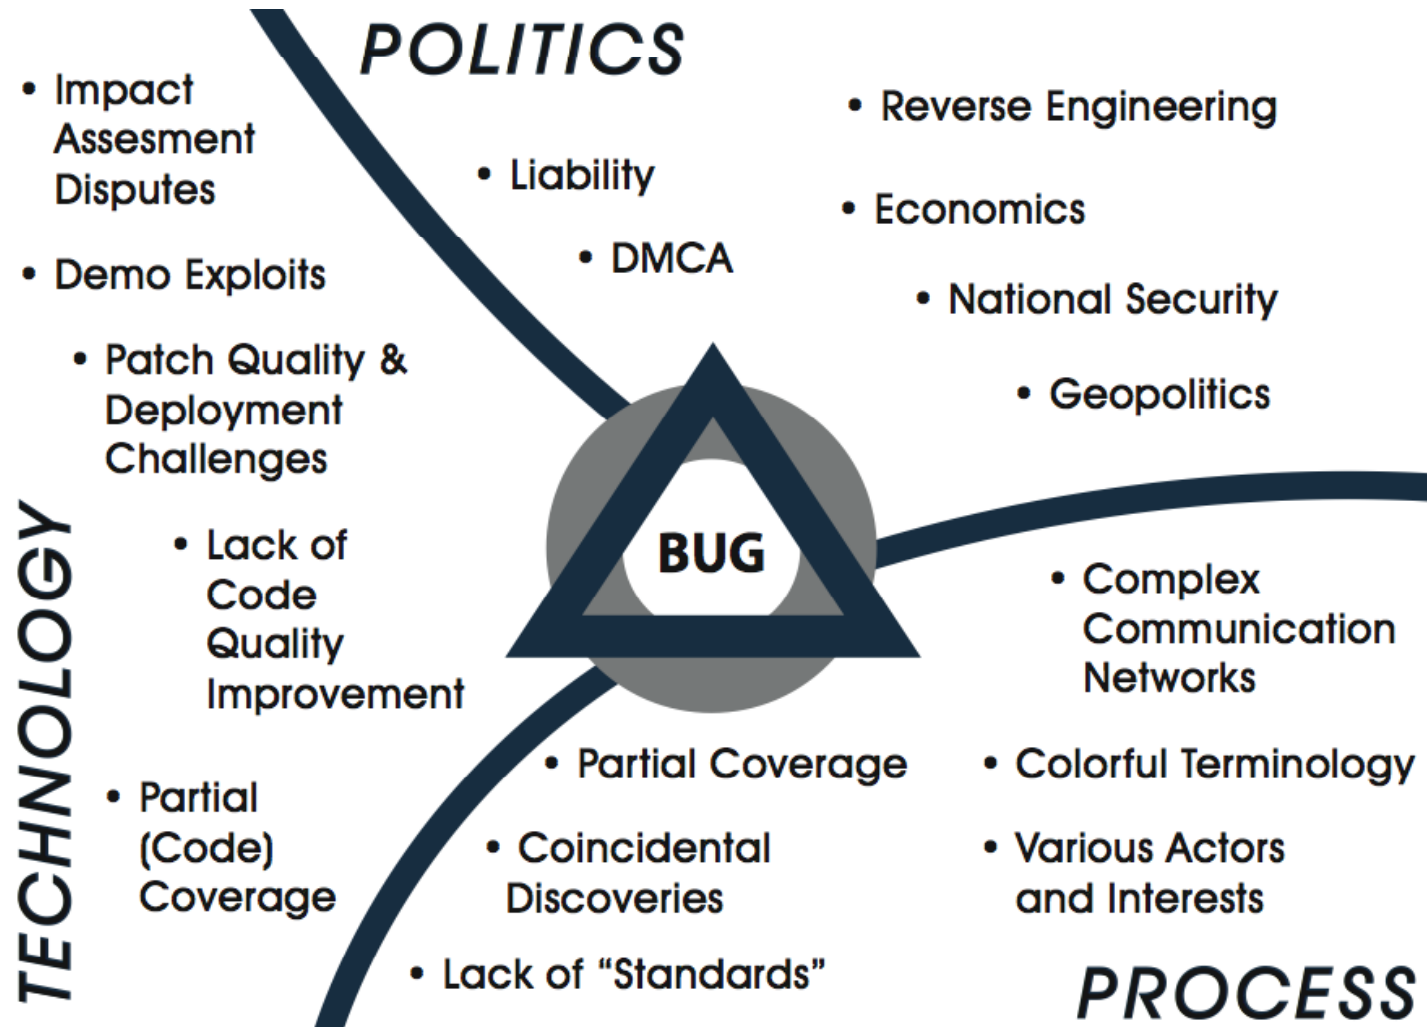 POLITICS
• Impact
Assesment
Disputes
• Demo Exploits
• Patch Quality &
Deployment
Challenges
• Lack of
Code
Quality
Improvement
• Partial
(Code)
Coverage
TECHNOLOGY
• Liability
• DMCA
• Reverse Engineering
• Economics
• National Security
• Geopolitics
BUG
• Complex
Communication
Networks
• Partial Coverage
• Colorful Terminology
• Coincidental
Discoveries
• Various Actors
and Interests
• Lack of “Standards”
PROCESS